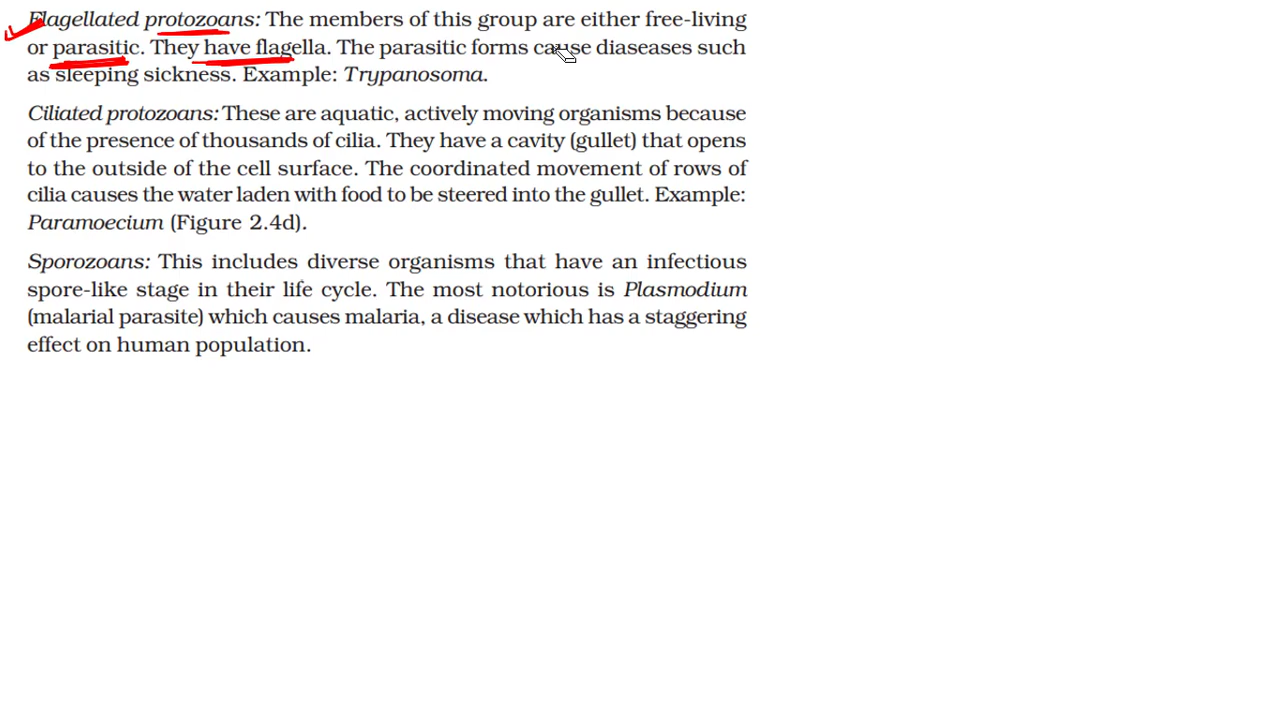 Flagellated protozoans: The members of this group are either free-living
or parasitic. They have flagella. The parasitic forms cause diaseases such
as sleeping sickness. Example: Trypanosoma.
Ciliated protozoans: These are aquatic, actively moving organisms because
of the presence of thousands of cilia. They have a cavity (gullet) that opens
to the outside of the cell surface. The coordinated movement of rows of
cilia causes the water laden with food to be steered into the gullet. Example:
Paramoecium (Figure 2.4d).
Sporozoans: This includes diverse organisms that have an infectious
spore-like stage in their life cycle. The most notorious is Plasmodium
(malarial parasite) which causes malaria, a disease which has a staggering
effect on human population.